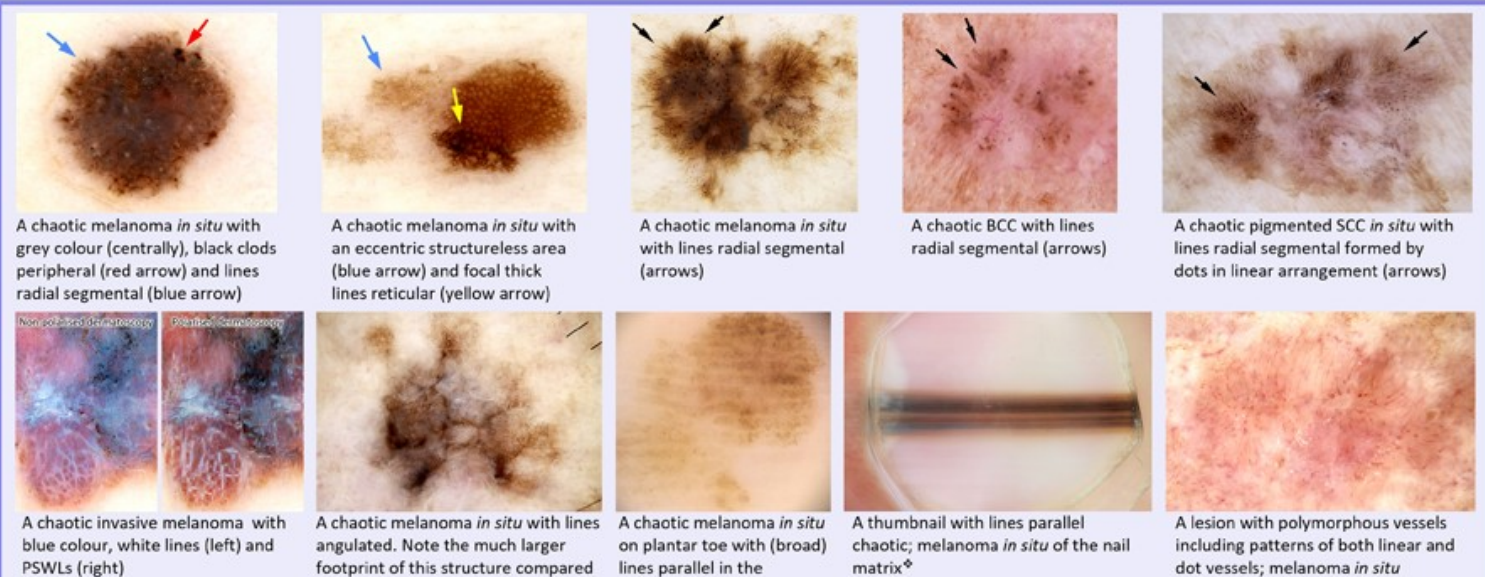 A chaotic melanoma in situ with
grey colour (centrally), black clods
peripheral (red arrow) and lines
radial segmental (blue arrow)
A chaotic melanoma in situ with
an eccentric structureless area
(blue arrow) and focal thick
lines reticular (yellow arrow)
A chaotic melanoma in situ
with lines radial segmental
(arrows)
A chaotic BCC with lines
radial segmental (arrows)
A chaotic pigmented SCC in situ with
lines radial segmental formed by
dots in linear arrangement (arrows)
Non-polarised dermatoscopy
Polarised dermatoscopy
A chaotic invasive melanoma with
blue colour, white lines (left) and
PSWLs (right)
A chaotic melanoma in situ with lines
angulated. Note the much larger
footprint of this structure compared
A chaotic melanoma in situ
on plantar toe with (broad)
lines parallel in the
A thumbnail with lines parallel
chaotic; melanoma in situ of the nail
matrix❖
A lesion with polymorphous vessels
including patterns of both linear and
dot vessels; melanoma in situ